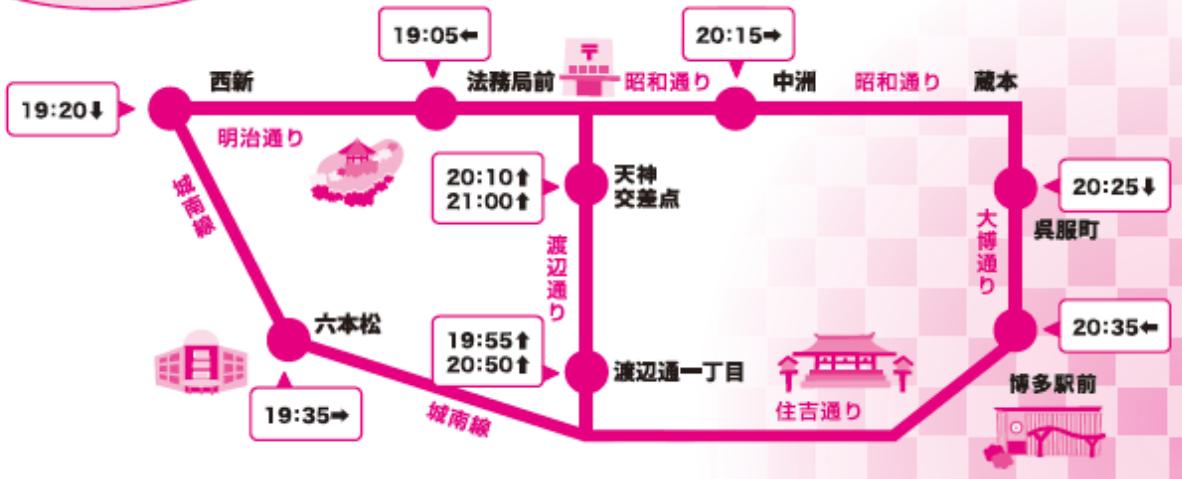 19:05←
20:15→
〒
西新
法務局前
昭和通り
中洲
昭和通り
蔵本
19:20↓
明治通り
城南線
20:10↑
21:00↑
天神
交差点
20:25↓
呉服町
大博通り
渡辺通り
六本松
19:55↑
20:50↑
渡辺通一丁目
20:35←
博多駅前
住吉通り
19:35→
城南線